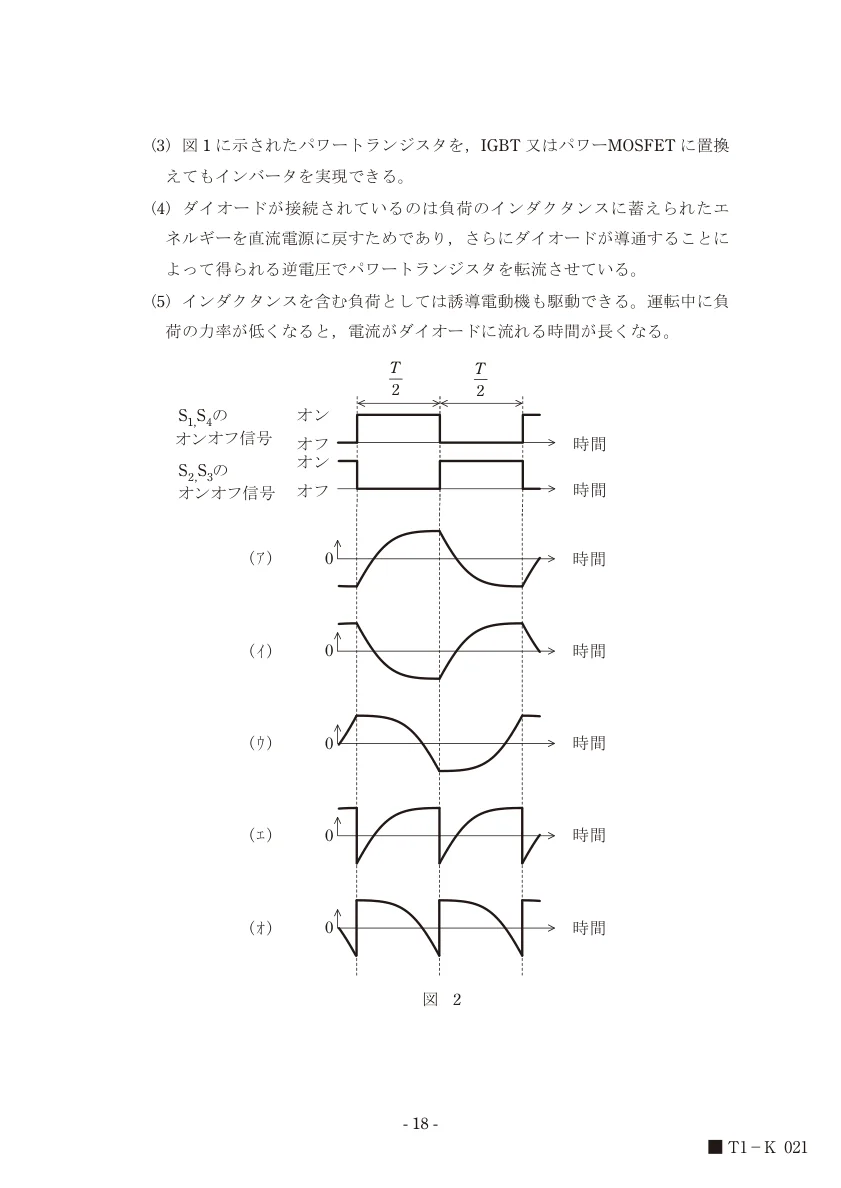 (3) 図1に示されたパワートランジスタを，IGBT 又はパワーMOSFET に置換
えてもインバータを実現できる。
(4) ダイオードが接続されているのは負荷のインダクタンスに蓄えられたエ
ネルギーを直流電源に戻すためであり，さらにダイオードが導通することに
よって得られる逆電圧でパワートランジスタを転流させている。
(5) インダクタンスを含む負荷としては誘導電動機も駆動できる。運転中に負
荷の力率が低くなると，電流がダイオードに流れる時間が長くなる。
T/2 T/2
S1,S4の
オンオフ信号
オン
オフ
時間
S2,S3の
オンオフ信号
オン
オフ
時間
(ア) 0 時間
(イ) 0 時間
(ウ) 0 時間
(エ) 0 時間
(オ) 0 時間
図 2
- 18 -
■ T1－K 021